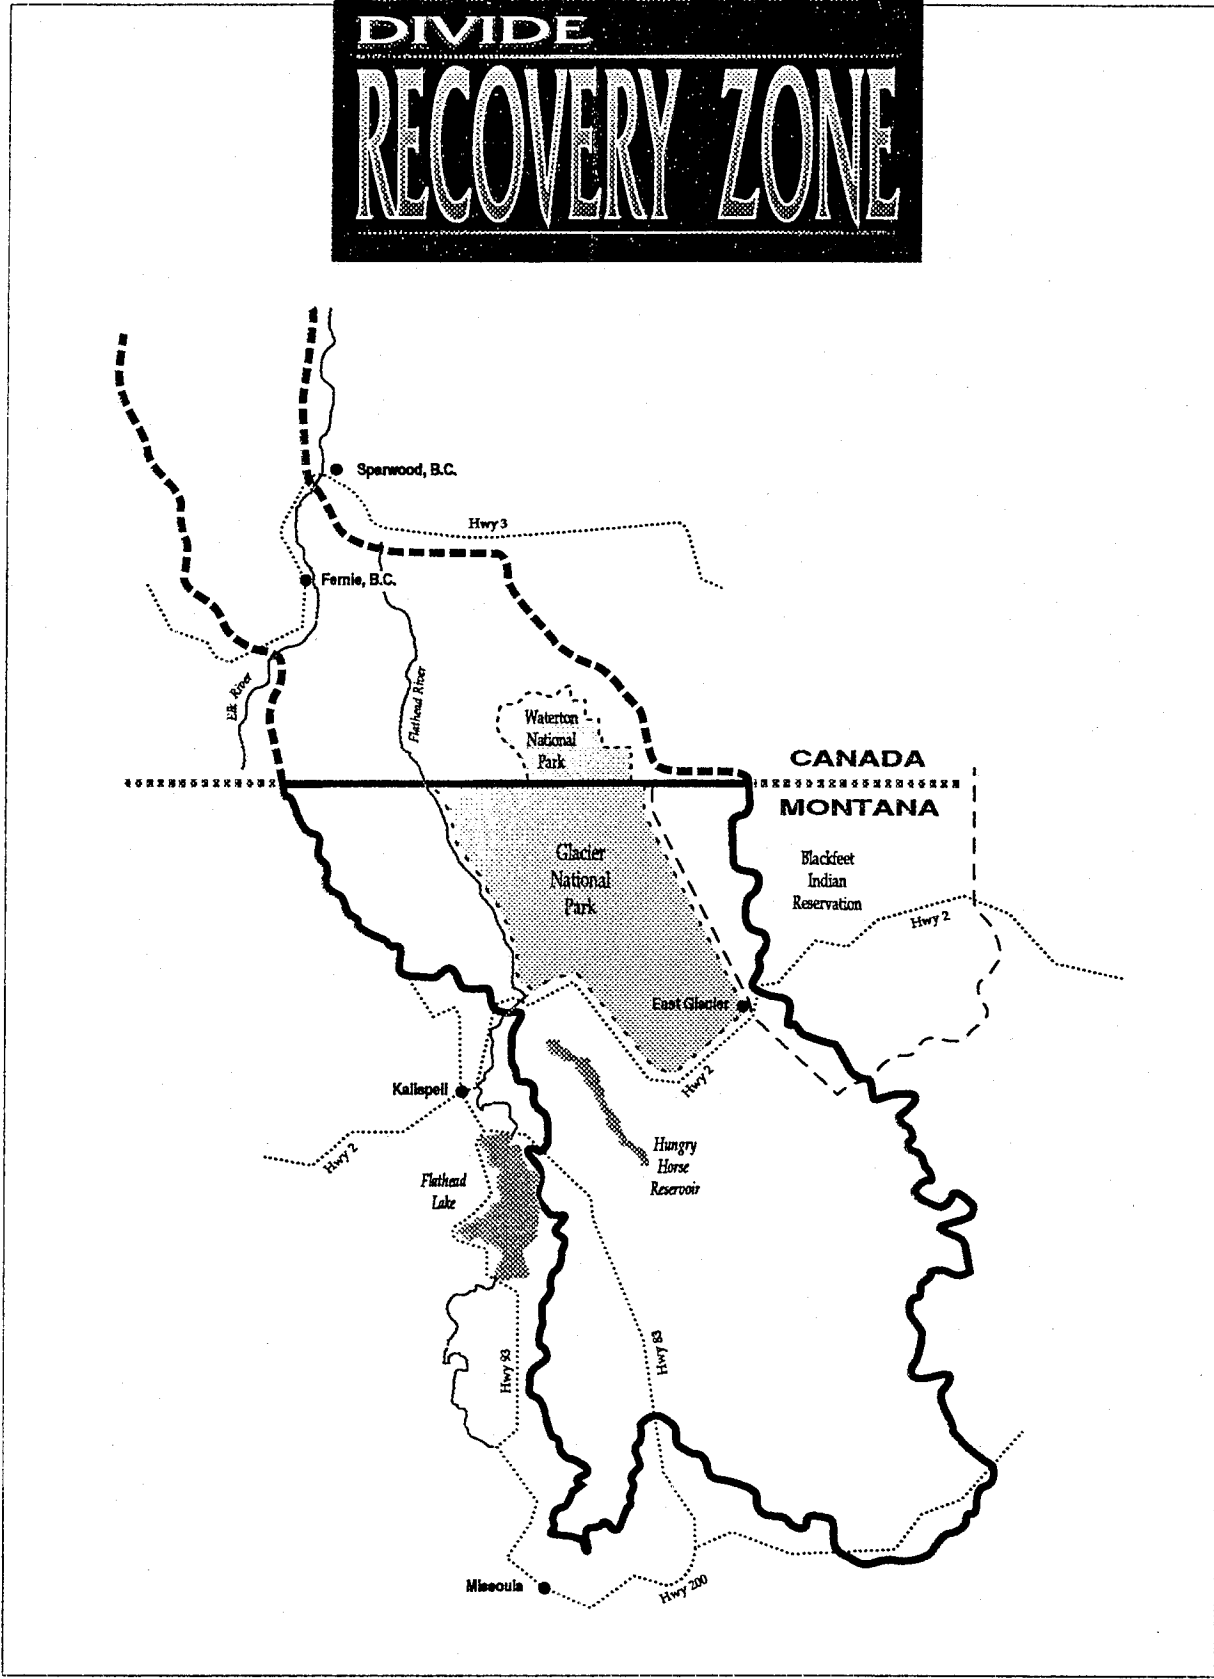 DIVIDE
RECOVERY ZONE
Sparwood, B.C.
Hwy 3
Fernie, B.C.
Elk River
Flathead River
Waterton
National
Park
CANADA
MONTANA
Glacier
National
Park
Blackfeet
Indian
Reservation
Hwy 2
East Glacier
Hwy 2
Kalispell
Hwy 2
Flathead
Lake
Hungry
Horse
Reservoir
Hwy 93
Hwy 83
Missoula
Hwy 200